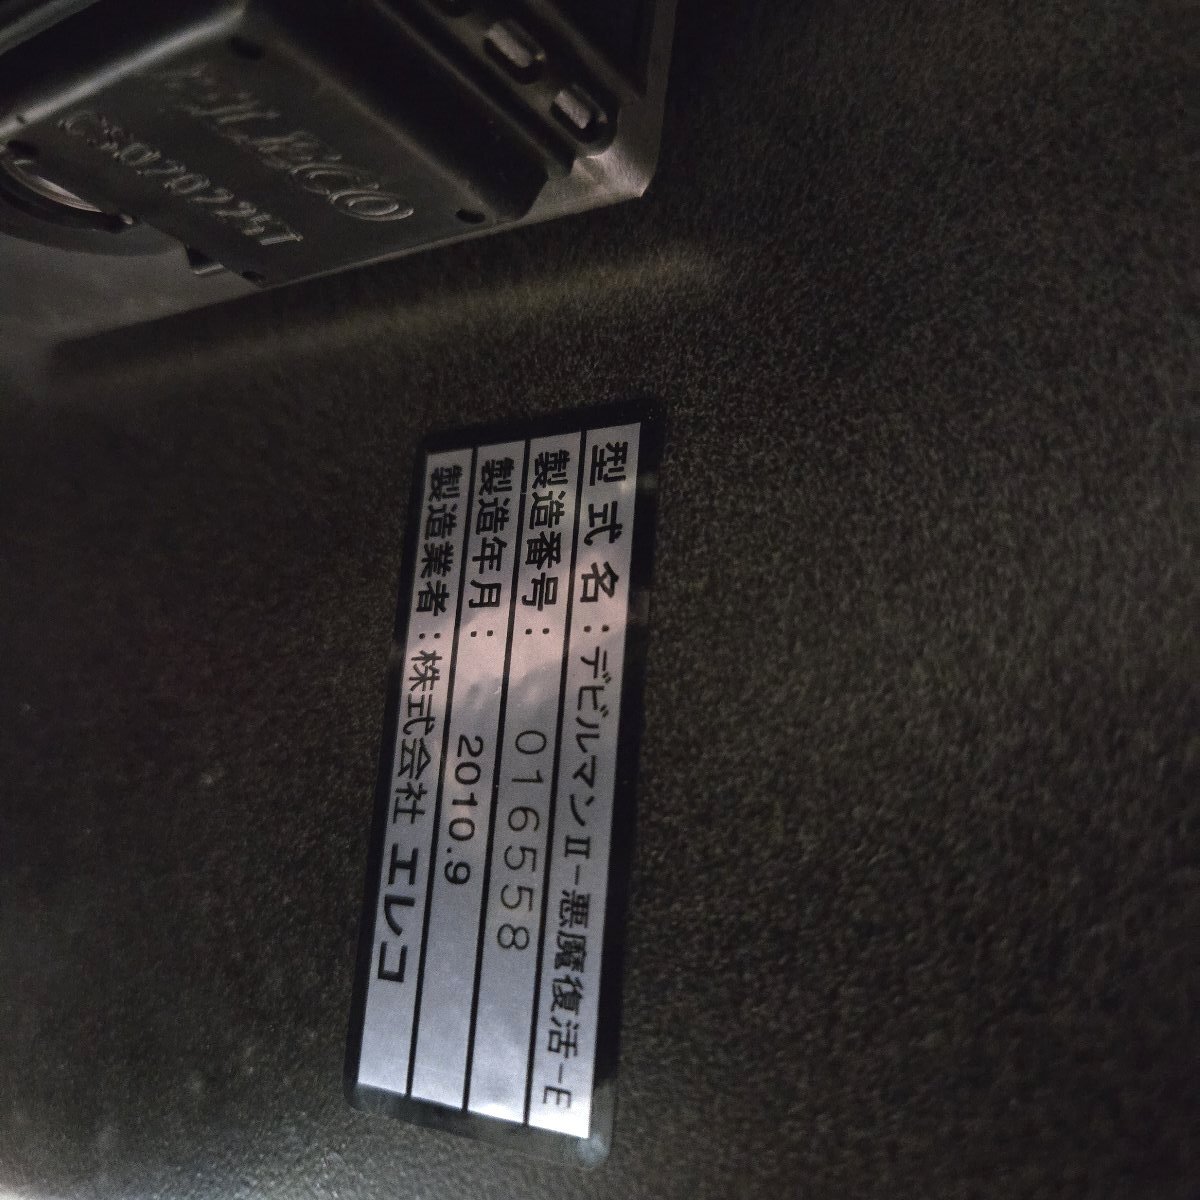 型式名：デビルマンⅡ-悪魔復活-E
製造番号： 016558
製造年月： 2010.9
製造業者：株式会社 エレコ